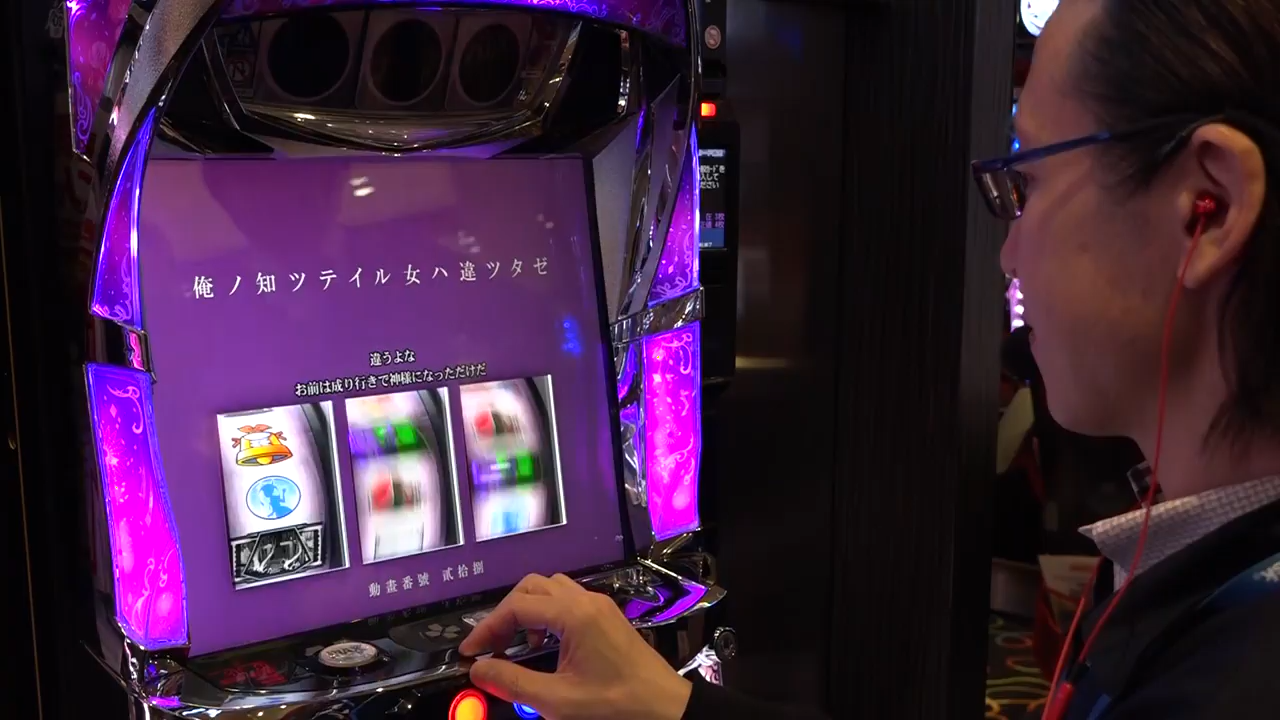 俺ノ知ツテイル女ハ違ツタゼ
違うよな
お前は成り行きで神様になっただけだ
動畫番號 貳拾捌